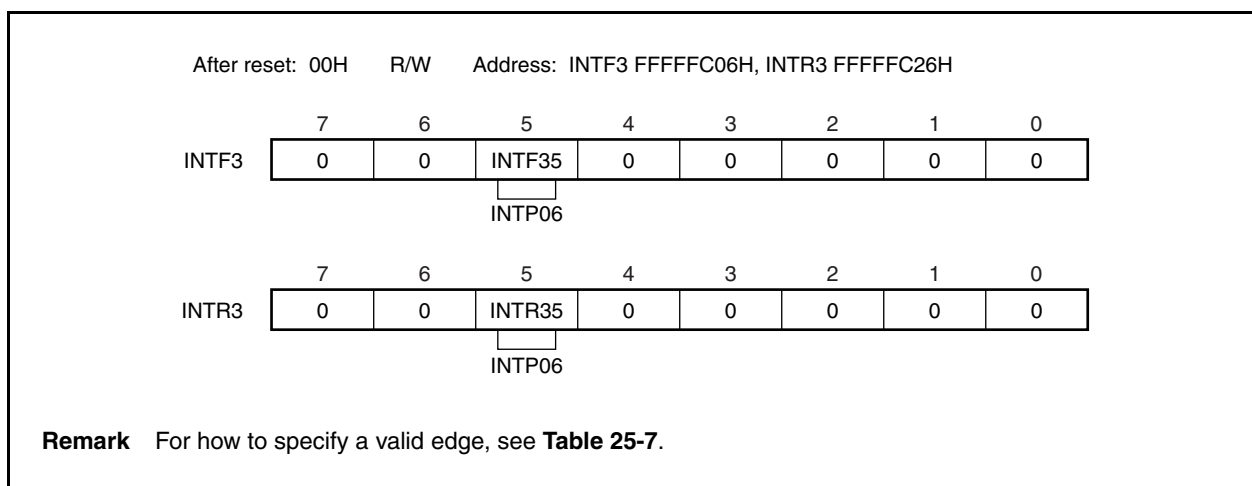 After reset: 00H R/W Address: INTF3 FFFFFC06H, INTR3 FFFFFC26H
7 6 5 4 3 2 1 0
INTF3 0 0 INTF35 0 0 0 0 0
INTP06
7 6 5 4 3 2 1 0
INTR3 0 0 INTR35 0 0 0 0 0
INTP06
Remark For how to specify a valid edge, see Table 25-7.